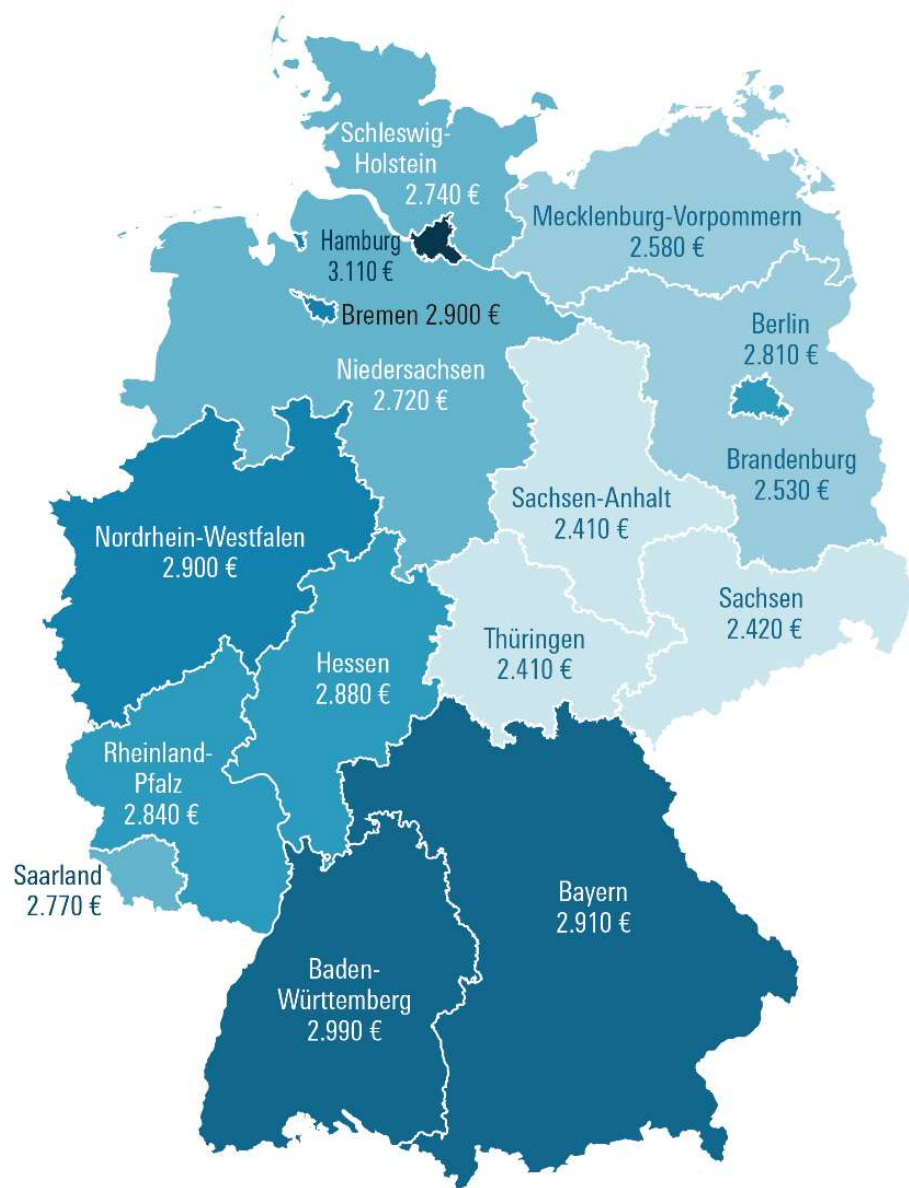 Schleswig-
Holstein
2.740 €
Mecklenburg-Vorpommern
2.580 €
Hamburg
3.110 €
Bremen 2.900 €
Berlin
2.810 €
Niedersachsen
2.720 €
Brandenburg
2.530 €
Sachsen-Anhalt
2.410 €
Nordrhein-Westfalen
2.900 €
Sachsen
2.420 €
Thüringen
2.410 €
Hessen
2.880 €
Rheinland-
Pfalz
2.840 €
Saarland
2.770 €
Bayern
2.910 €
Baden-
Württemberg
2.990 €